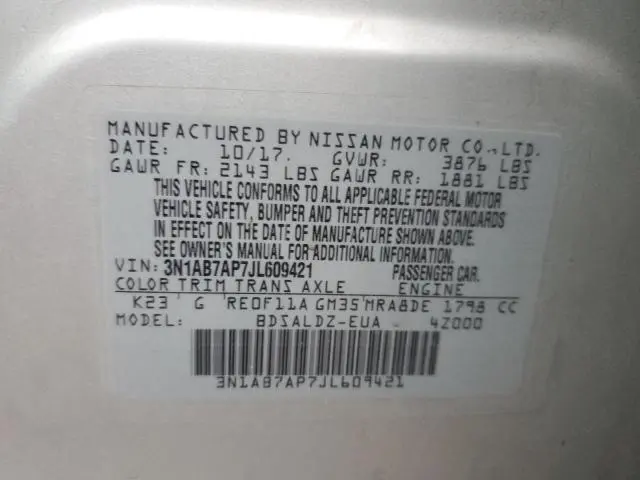 MANUFACTURED BY NISSAN MOTOR CO., LTD.
DATE: 10/17. GVWR: 3876 LBS
GAWR FR: 2143 LBS GAWR RR: 1881 LBS
THIS VEHICLE CONFORMS TO ALL APPLICABLE FEDERAL MOTOR
VEHICLE SAFETY, BUMPER AND THEFT PREVENTION STANDARDS
IN EFFECT ON THE DATE OF MANUFACTURE SHOWN ABOVE.
SEE OWNER'S MANUAL FOR ADDITIONAL INFORMATION.
VIN: 3N1AB7AP7JL609421 PASSENGER CAR.
COLOR TRIM TRANS AXLE ENGINE
K23 G RE0F11A GM35 MRA8DE 1798 CC
MODEL: BDSALDZ-EUA - 4Z000
3N1AB7AP7JL609421